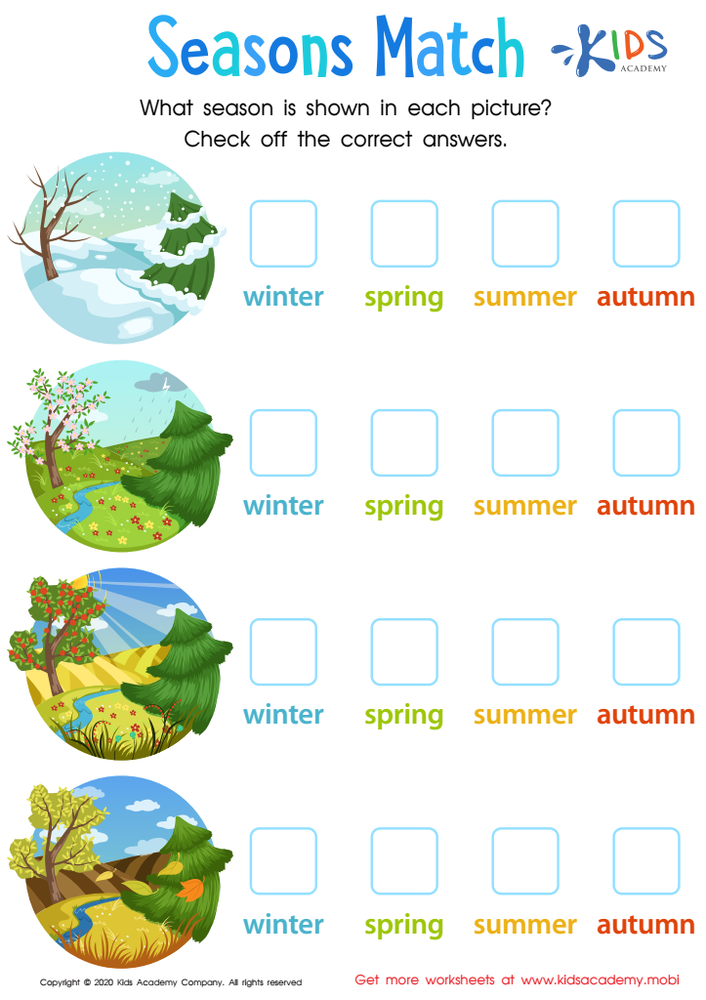 Seasons Match
KIDS
ACADEMY
What season is shown in each picture?
Check off the correct answers.
winter spring summer autumn
winter spring summer autumn
winter spring summer autumn
winter spring summer autumn
Copyright © 2020 Kids Academy Company. All rights reserved
Get more worksheets at www.kidsacademy.mobi